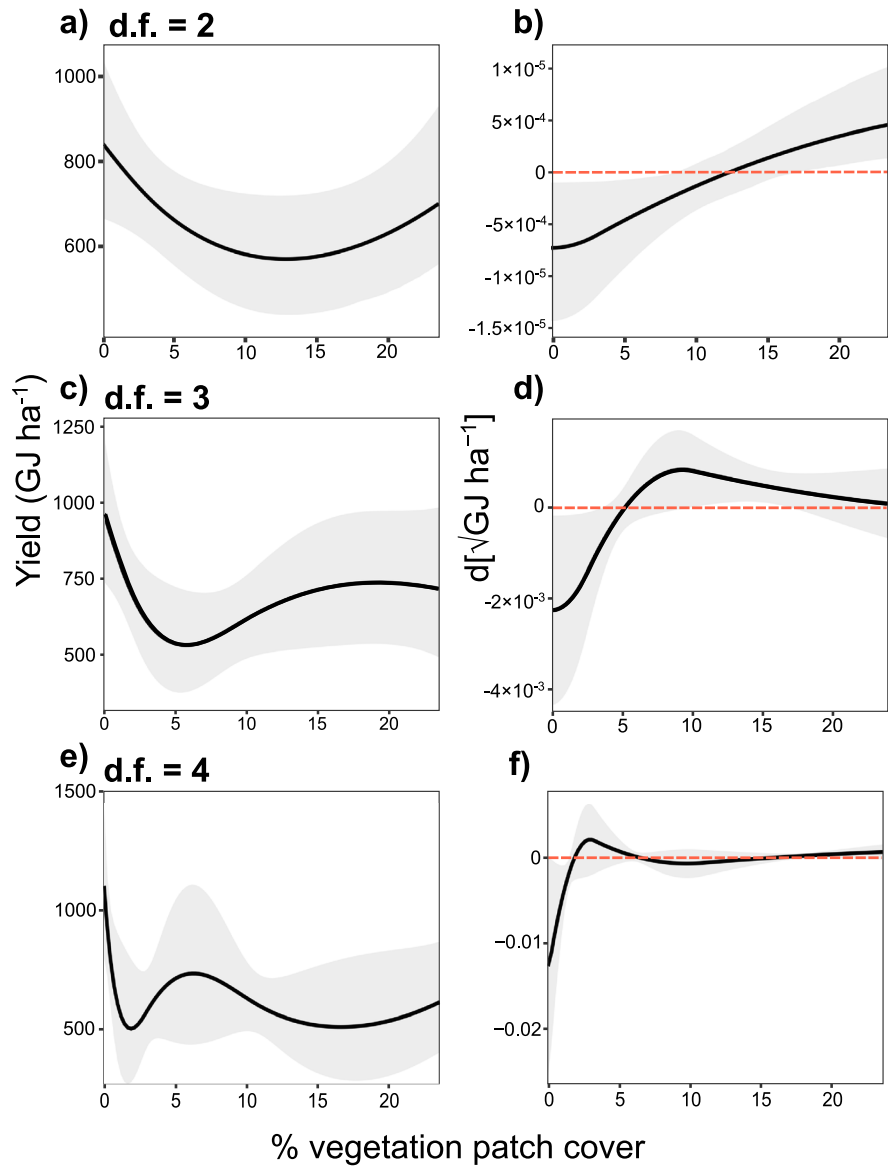 a) d.f. = 2
1000
800
600
0 5 10 15 20
b)
1×10⁻⁵
5×10⁻⁴
0
-5×10⁻⁴
-1×10⁻⁵
-1.5×10⁻⁵
0 5 10 15 20
c) d.f. = 3
1250
1000
750
500
0 5 10 15 20
d)
0
-2×10⁻³
-4×10⁻³
0 5 10 15 20
e) d.f. = 4
1500
1000
500
0 5 10 15 20
f)
0
−0.01
−0.02
0 5 10 15 20
Yield (GJ ha⁻¹)
d[√GJ ha⁻¹]
% vegetation patch cover